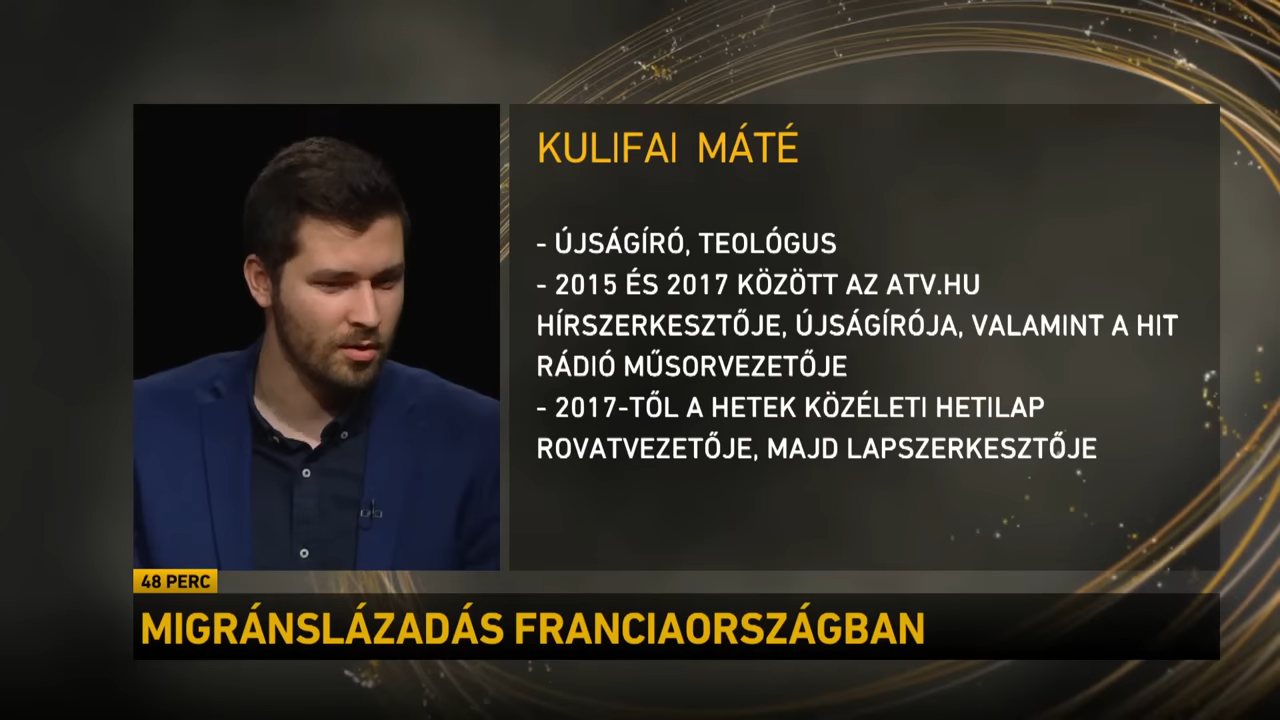 KULIFAI MÁTÉ
- ÚJSÁGÍRÓ, TEOLÓGUS
- 2015 ÉS 2017 KÖZÖTT AZ ATV.HU
HÍRSZERKESZTŐJE, ÚJSÁGÍRÓJA, VALAMINT A HIT
RÁDIÓ MŰSORVEZETŐJE
- 2017-TŐL A HETEK KÖZÉLETI HETILAP
ROVATVEZETŐJE, MAJD LAPSZERKESZTŐJE
48 PERC
MIGRÁNSLÁZADÁS FRANCIAORSZÁGBAN